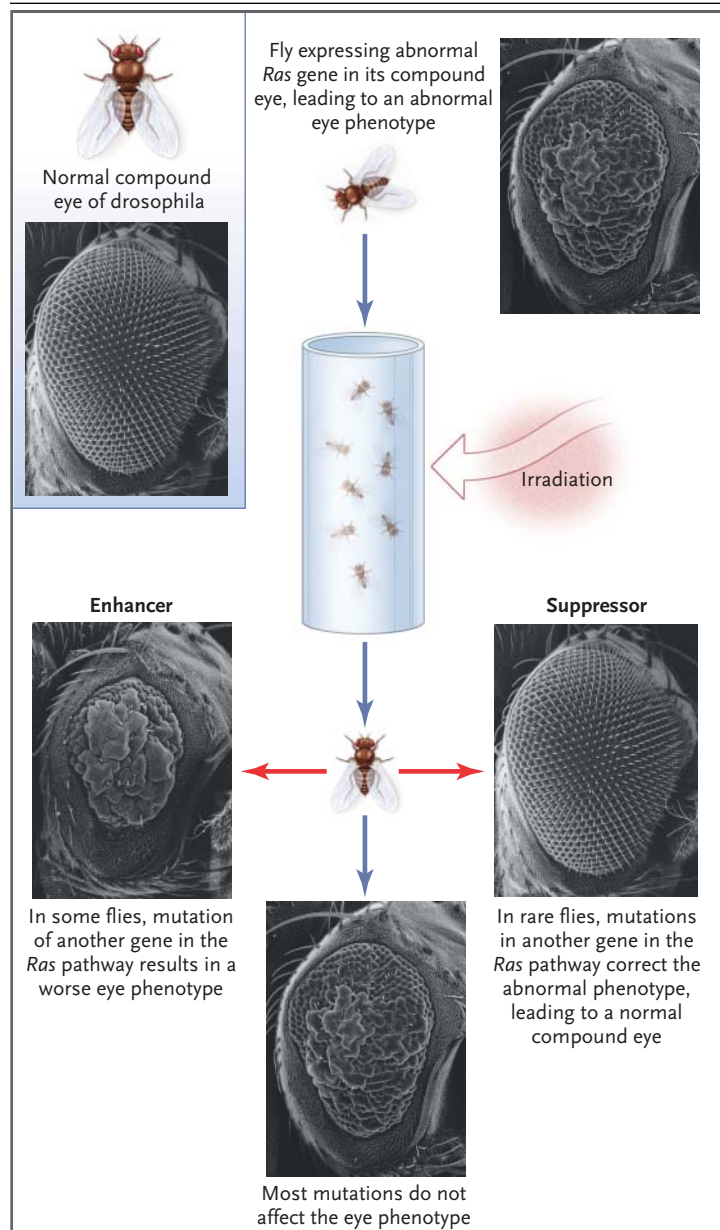 Normal compound
eye of drosophila
Fly expressing abnormal
Ras gene in its compound
eye, leading to an abnormal
eye phenotype
Irradiation
Enhancer
In some flies, mutation
of another gene in the
Ras pathway results in a
worse eye phenotype
Suppressor
In rare flies, mutations
in another gene in the
Ras pathway correct the
abnormal phenotype,
leading to a normal
compound eye
Most mutations do not
affect the eye phenotype